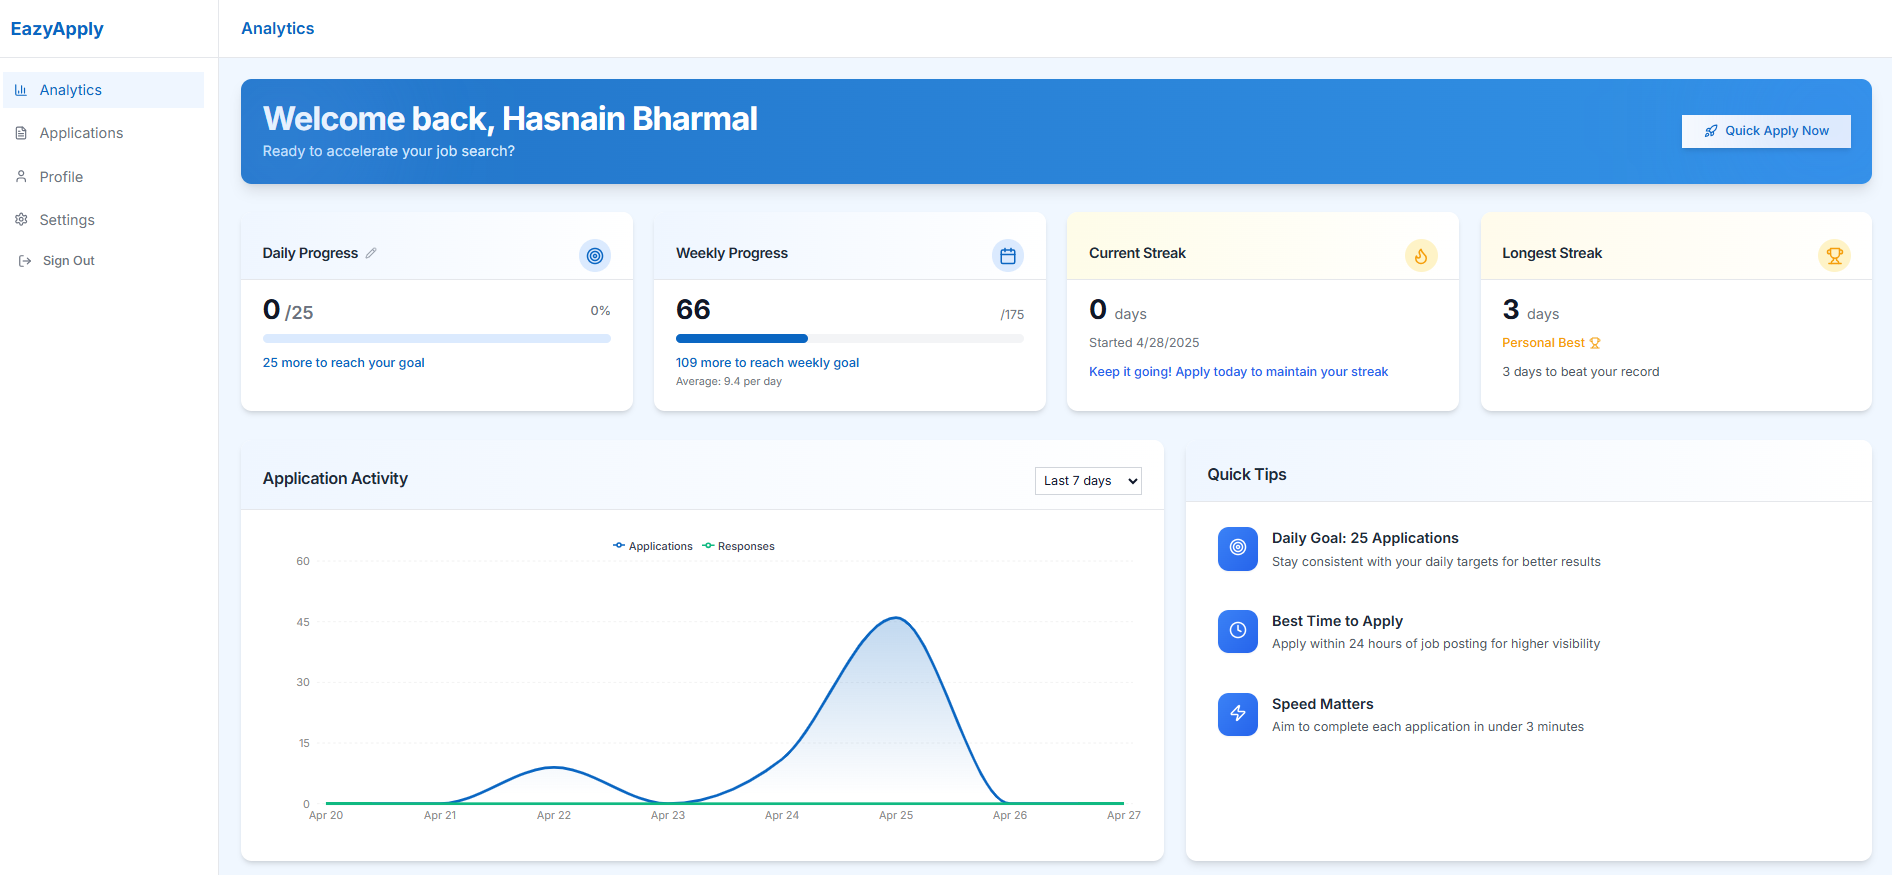 EazyApply
Analytics
Analytics
Applications
Profile
Settings
Sign Out
Welcome back, Hasnain Bharmal
Ready to accelerate your job search?
Quick Apply Now
Daily Progress
0 /25
0%
25 more to reach your goal
Weekly Progress
66
/175
109 more to reach weekly goal
Average: 9.4 per day
Current Streak
0 days
Started 4/28/2025
Keep it going! Apply today to maintain your streak
Longest Streak
3 days
Personal Best
3 days to beat your record
Application Activity
Last 7 days
Applications
Responses
60
45
30
15
0
Apr 20
Apr 21
Apr 22
Apr 23
Apr 24
Apr 25
Apr 26
Apr 27
Quick Tips
Daily Goal: 25 Applications
Stay consistent with your daily targets for better results
Best Time to Apply
Apply within 24 hours of job posting for higher visibility
Speed Matters
Aim to complete each application in under 3 minutes